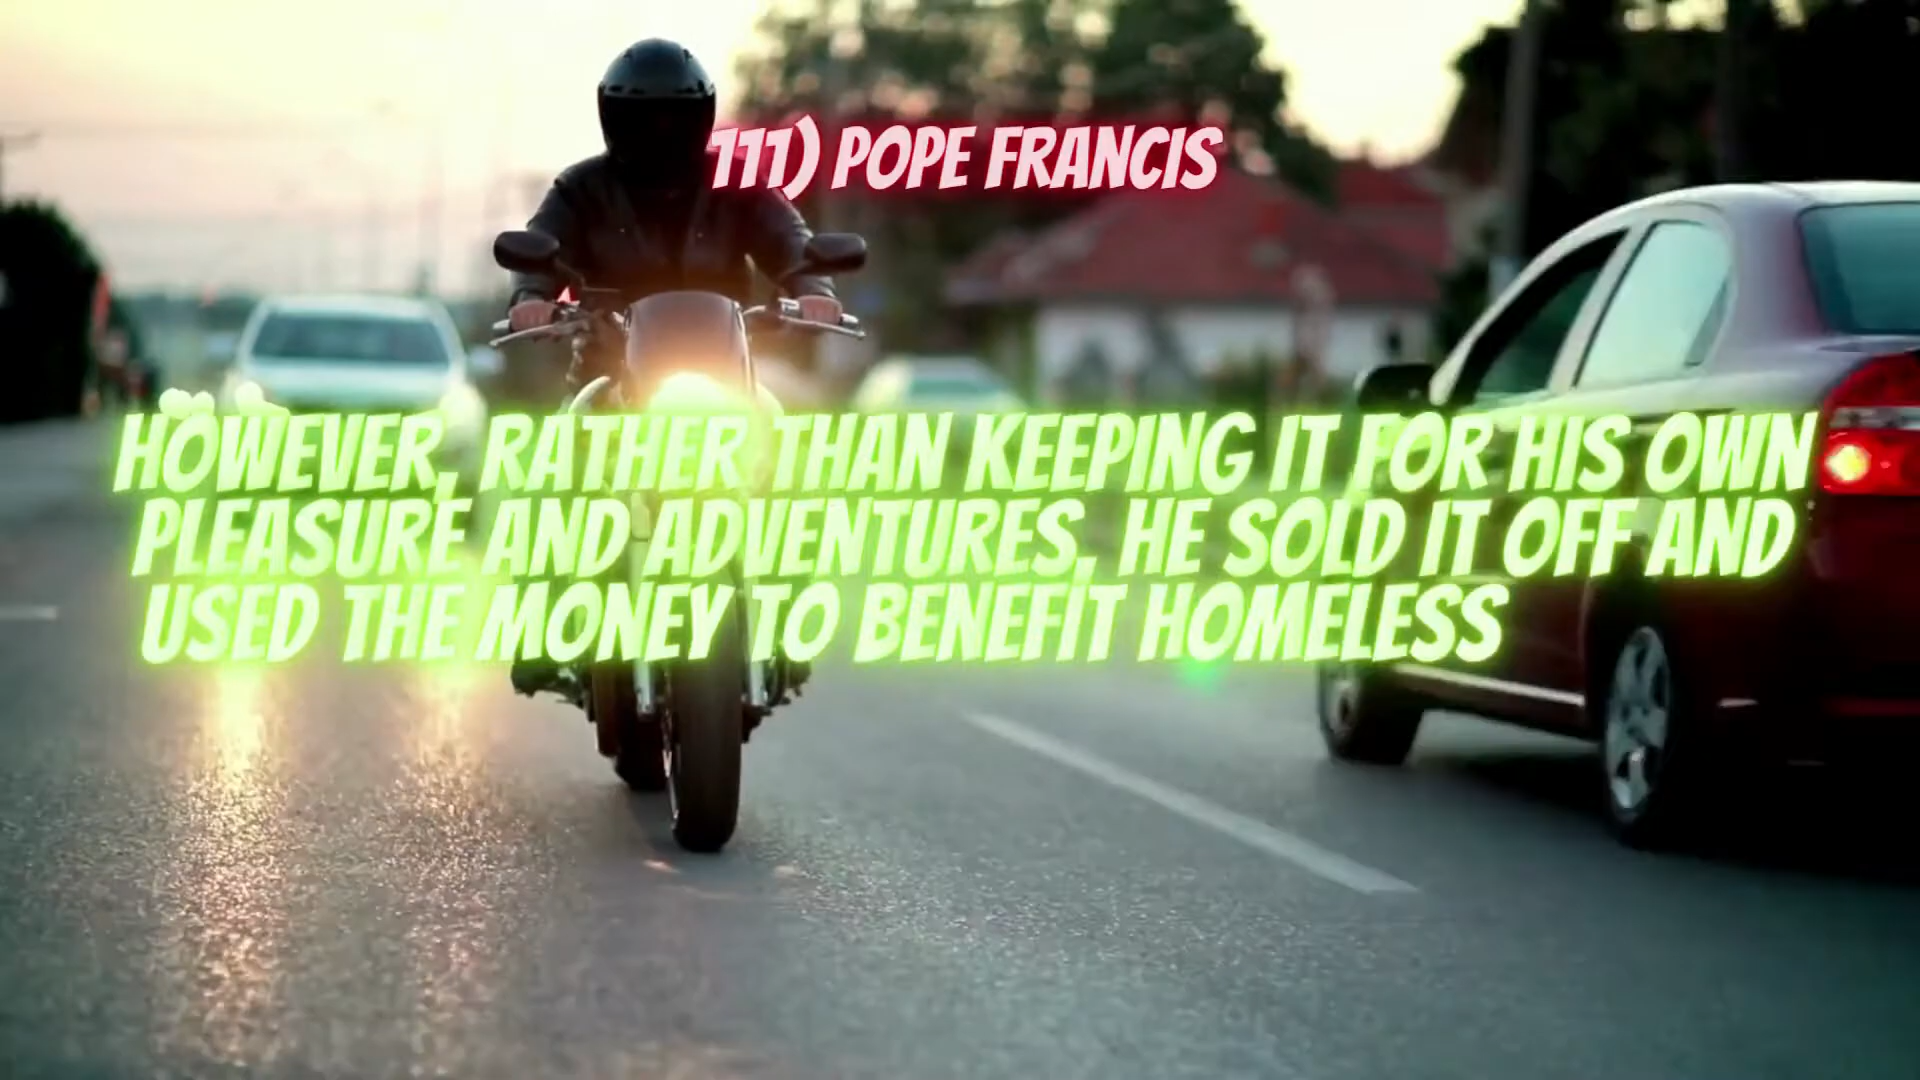 111) POPE FRANCIS
HOWEVER, RATHER THAN KEEPING IT FOR HIS OWN
PLEASURE AND ADVENTURES, HE SOLD IT OFF AND
USED THE MONEY TO BENEFIT HOMELESS